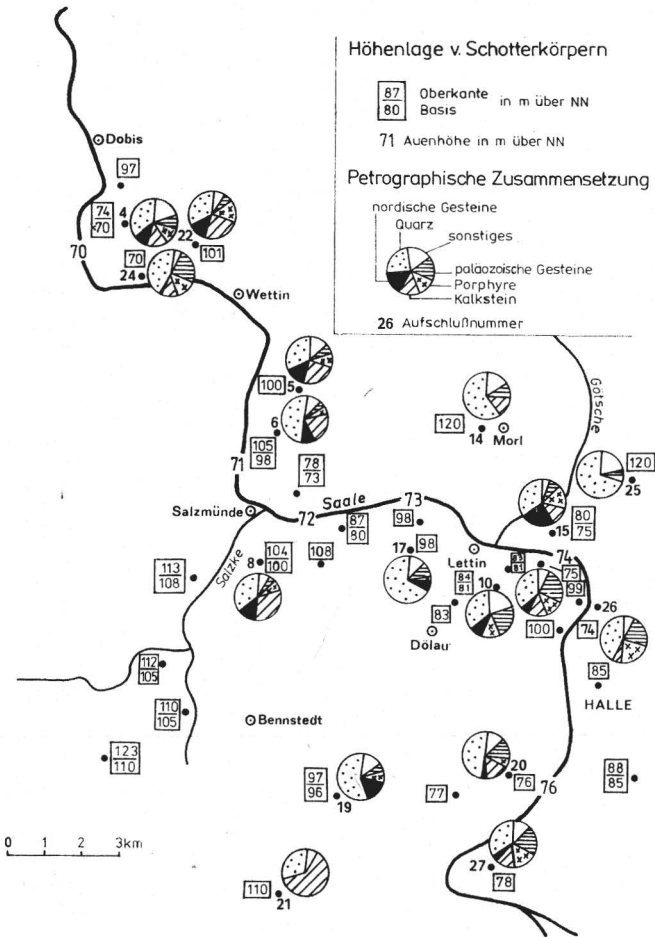 Höhenlage v. Schotterkörpern
87 Oberkante in m über NN
80 Basis
71 Auenhöhe in m über NN
Petrographische Zusammensetzung
nordische Gesteine
Quarz
sonstiges
paläozoische Gesteine
Porphyre
Kalkstein
26 Aufschlußnummer
Dobis
97
74
70
4
22
101
70
70
24
Wettin
100
5
6
105
98
71
78
73
Götsche
120
14
Morl
120
25
Salzmünde
Saale
72
73
87
80
98
80
75
15
Salzke
113
108
8
104
100
108
17
98
Lettin
83
81
74
75
84
81
10
99
26
83
Dölau
100
74
85
HALLE
112
105
110
105
Bennstedt
123
110
97
96
19
77
20
76
76
88
85
0 1 2 3km
110
21
27
78